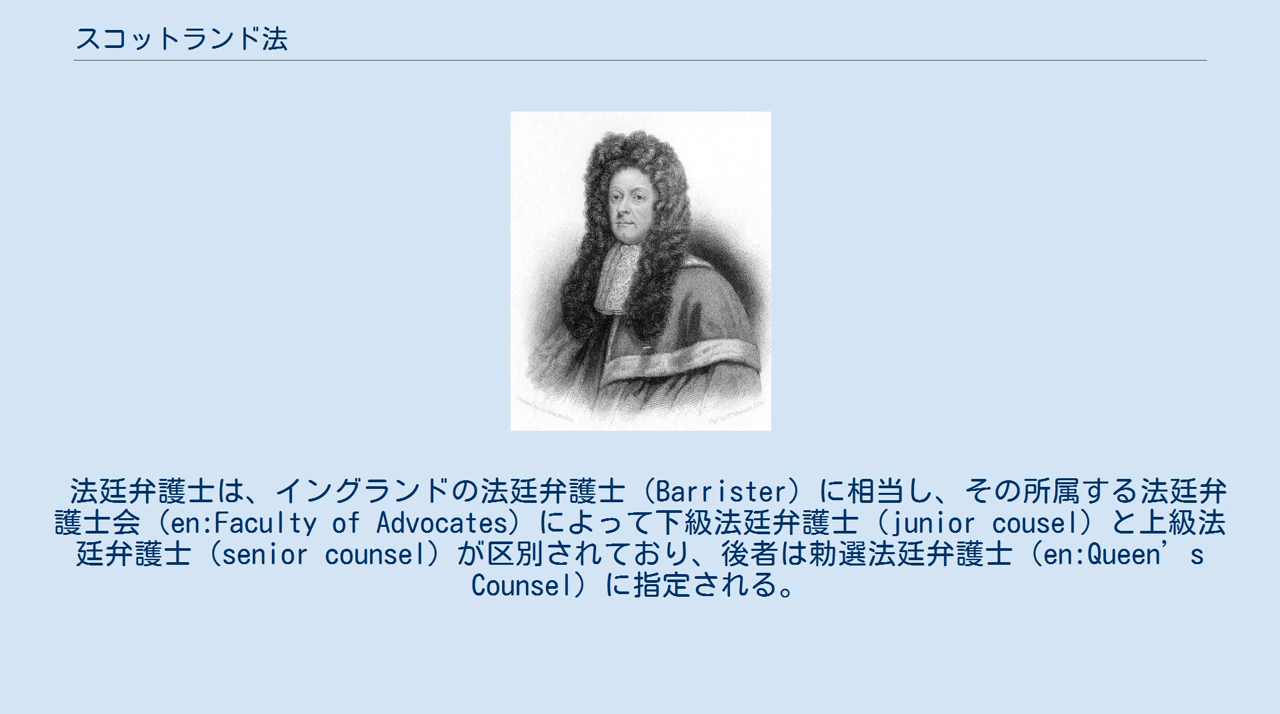 スコットランド法
法廷弁護士は、イングランドの法廷弁護士（Barrister）に相当し、その所属する法廷弁
護士会（en:Faculty of Advocates）によって下級法廷弁護士（junior cousel）と上級法
廷弁護士（senior counsel）が区別されており、後者は勅選法廷弁護士（en:Queen’s
Counsel）に指定される。